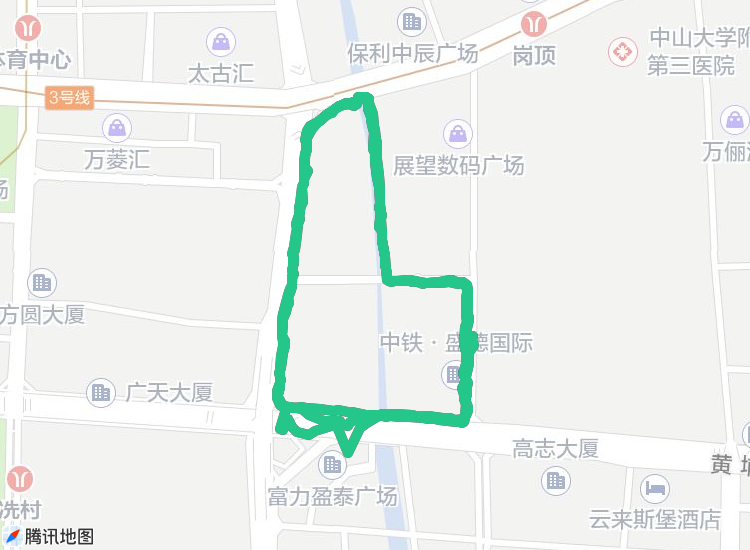 保利中辰广场
岗顶
中山大学附
第三医院
体育中心
太古汇
3号线
万菱汇
展望数码广场
万俪汇
场
方圆大厦
中铁·盛德国际
广天大厦
高志大厦
黄埔
富力盈泰广场
冼村
云来斯堡酒店
腾讯地图